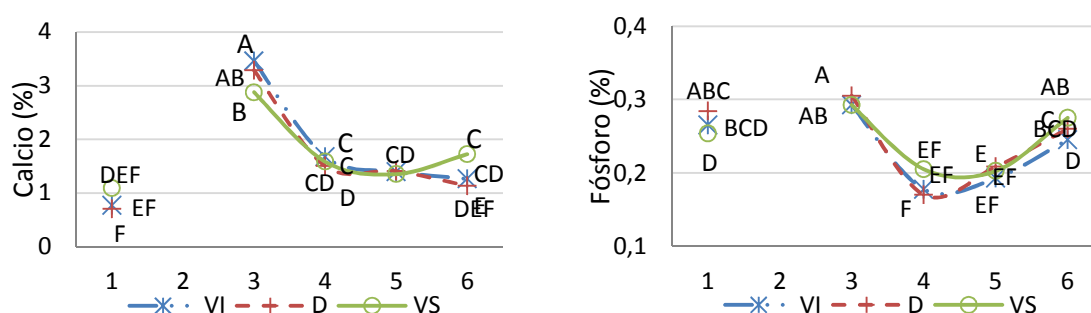 4
3
2
1
0
Calcio (%)
A
AB
B
C
C
CD
CD
D
C
CD
E
DEF
DEF
EF
F
1 2 3 4 5 6
VI D VS
0,4
0,3
0,2
0,1
Fósforo (%)
ABC
BCD
D
A
AB
EF
EF
F
E
EF
EF
AB
C
BCD
D
1 2 3 4 5 6
VI D VS